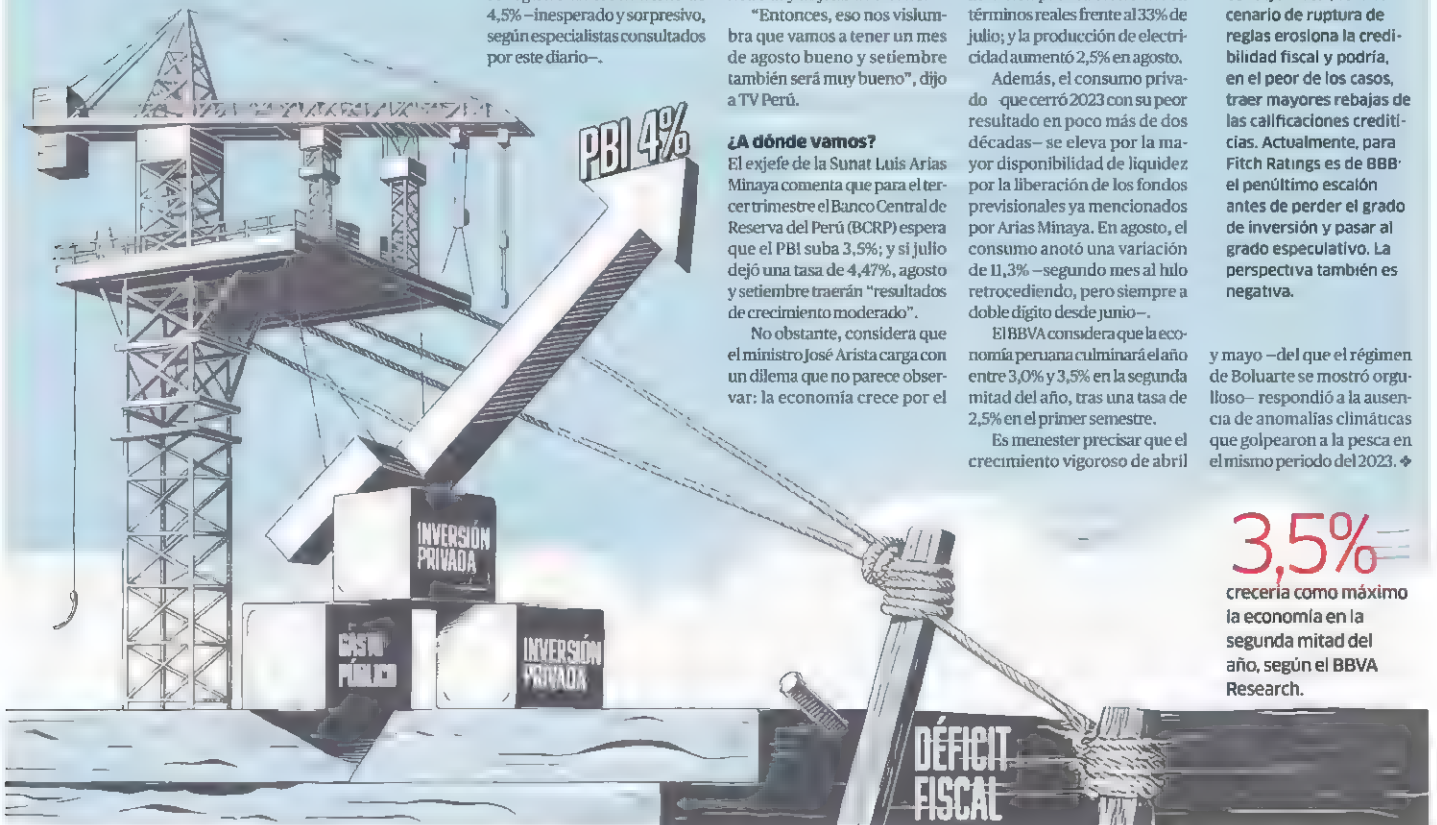 4,5% –inesperado y sorpresivo,
según especialistas consultados
por este diario–.
"Entonces, eso nos vislum-
bra que vamos a tener un mes
de agosto bueno y setiembre
también será muy bueno", dijo
a TV Perú.
¿A dónde vamos?
El exjefe de la Sunat Luis Arias
Minaya comenta que para el ter-
cer trimestre el Banco Central de
Reserva del Perú (BCRP) espera
que el PBI suba 3,5%; y si julio
dejó una tasa de 4,47%, agosto
y setiembre traerán "resultados
de crecimiento moderado".
No obstante, considera que
el ministro José Arista carga con
un dilema que no parece obser-
var: la economía crece por el
términos reales frente al 33% de
julio; y la producción de electri-
cidad aumentó 2,5% en agosto.
Además, el consumo priva-
do que cerró 2023 con su peor
resultado en poco más de dos
décadas– se eleva por la ma-
yor disponibilidad de liquidez
por la liberación de los fondos
previsionales ya mencionados
por Arias Minaya. En agosto, el
consumo anotó una variación
de 11,3% –segundo mes al hilo
retrocediendo, pero siempre a
doble dígito desde junio–.
El BBVA considera que la eco-
nomía peruana culminará el año
entre 3,0% y 3,5% en la segunda
mitad del año, tras una tasa de
2,5% en el primer semestre.
Es menester precisar que el
crecimiento vigoroso de abril
y mayo –del que el régimen
de Boluarte se mostró orgu-
lloso– respondió a la ausen-
cia de anomalías climáticas
que golpearon a la pesca en
el mismo periodo del 2023. ❖
cenario de ruptura de
reglas erosiona la credi-
bilidad fiscal y podría,
en el peor de los casos,
traer mayores rebajas de
las calificaciones crediti-
cias. Actualmente, para
Fitch Ratings es de BBB
el penúltimo escalón
antes de perder el grado
de inversión y pasar al
grado especulativo. La
perspectiva también es
negativa.
3,5%
crecería como máximo
la economía en la
segunda mitad del
año, según el BBVA
Research.
PBI 4%
INVERSIÓN
PRIVADA
GASTO
PÚBLICO
INVERSIÓN
PRIVADA
DÉFICIT
FISCAL